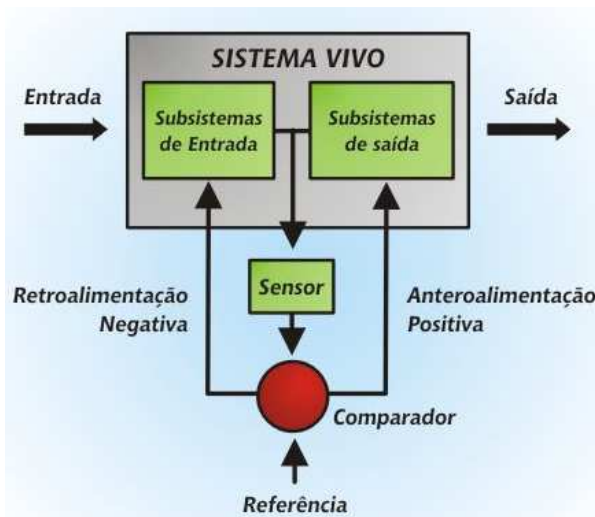 SISTEMA VIVO
Entrada
Subsistemas
de Entrada
Subsistemas
de saída
Saída
Retroalimentação
Negativa
Sensor
Anteroalimentação
Positiva
Comparador
Referência